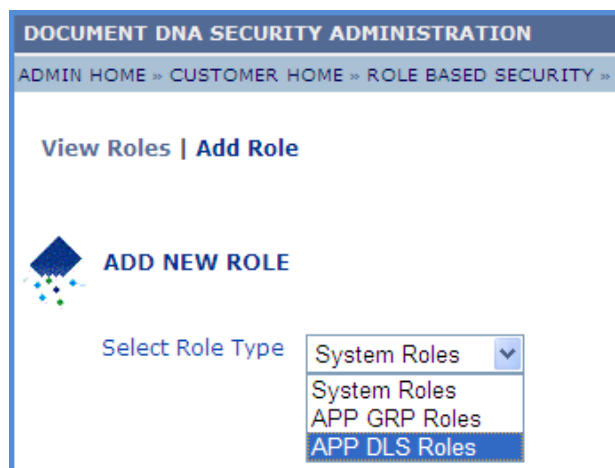 DOCUMENT DNA SECURITY ADMINISTRATION
ADMIN HOME » CUSTOMER HOME » ROLE BASED SECURITY »
View Roles | Add Role
ADD NEW ROLE
Select Role Type System Roles
System Roles
APP GRP Roles
APP DLS Roles